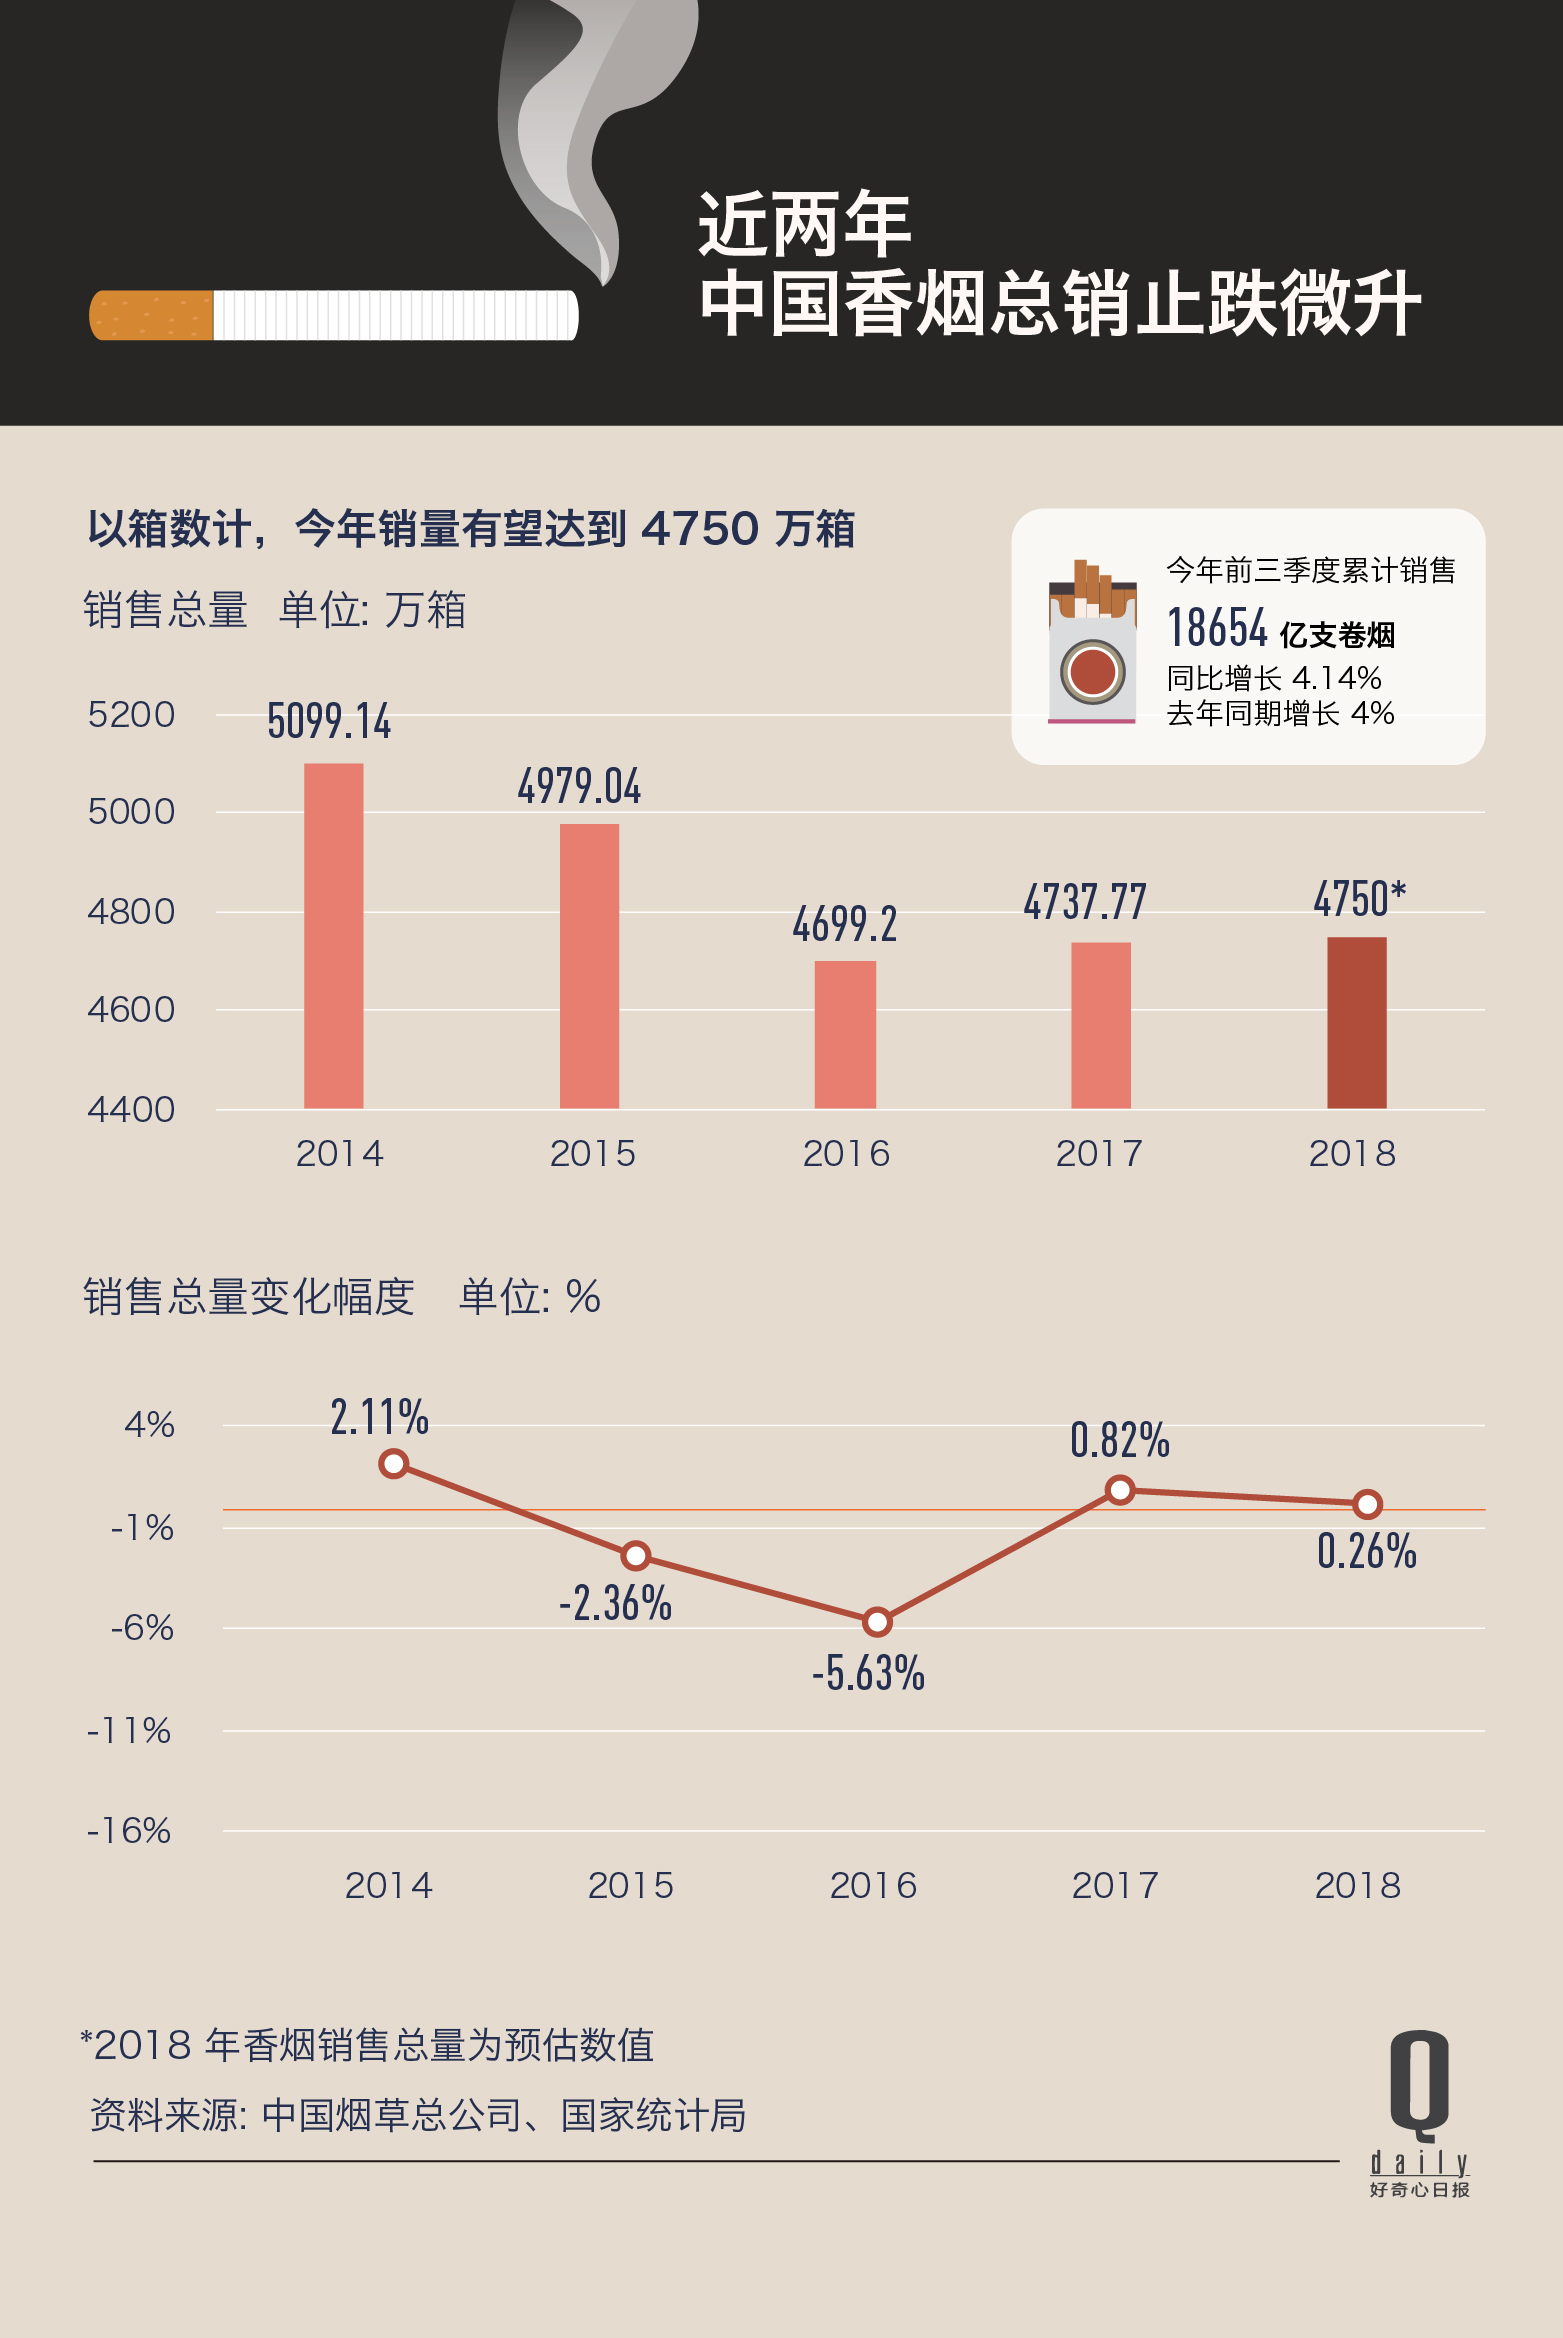 近两年
中国香烟总销止跌微升
以箱数计，今年销量有望达到 4750 万箱
销售总量 单位: 万箱
今年前三季度累计销售
18654 亿支卷烟
同比增长 4.14%
去年同期增长 4%
5200
5000
4800
4600
4400
5099.14
4979.04
4699.2
4737.77
4750*
2014
2015
2016
2017
2018
销售总量变化幅度 单位: %
4%
-1%
-6%
-11%
-16%
2.11%
-2.36%
-5.63%
0.82%
0.26%
2014
2015
2016
2017
2018
*2018 年香烟销售总量为预估数值
资料来源: 中国烟草总公司、国家统计局
Q
daily
好奇心日报